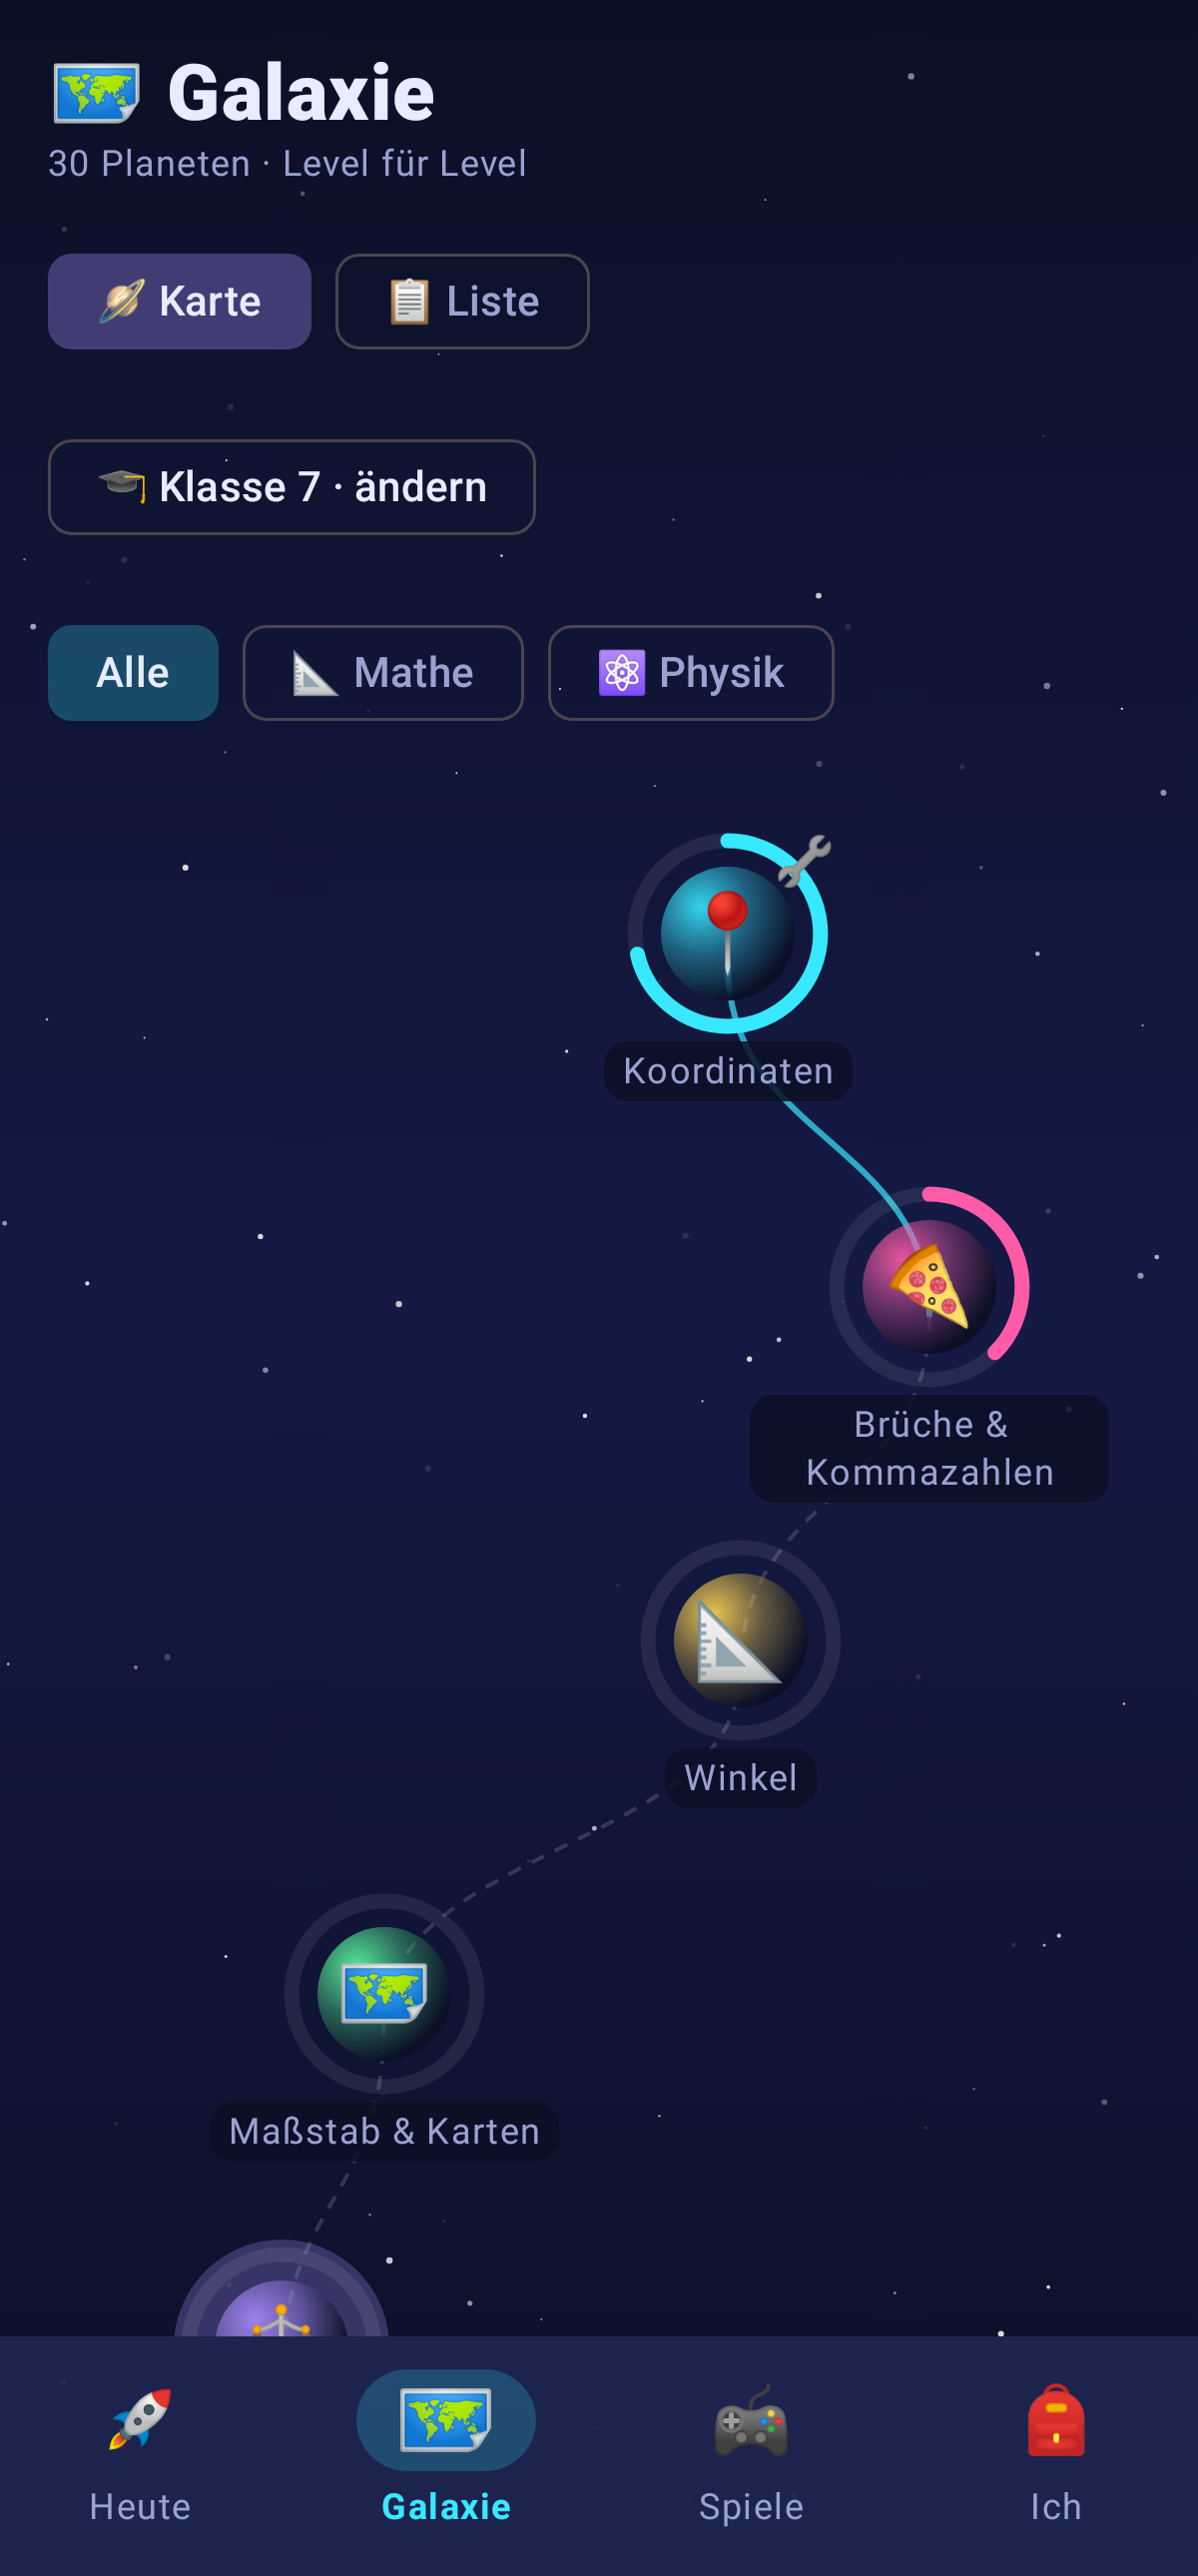 Galaxie
30 Planeten · Level für Level
Karte
Liste
Klasse 7 · ändern
Alle
Mathe
Physik
Koordinaten
Brüche &
Kommazahlen
Winkel
Maßstab & Karten
Heute
Galaxie
Spiele
Ich